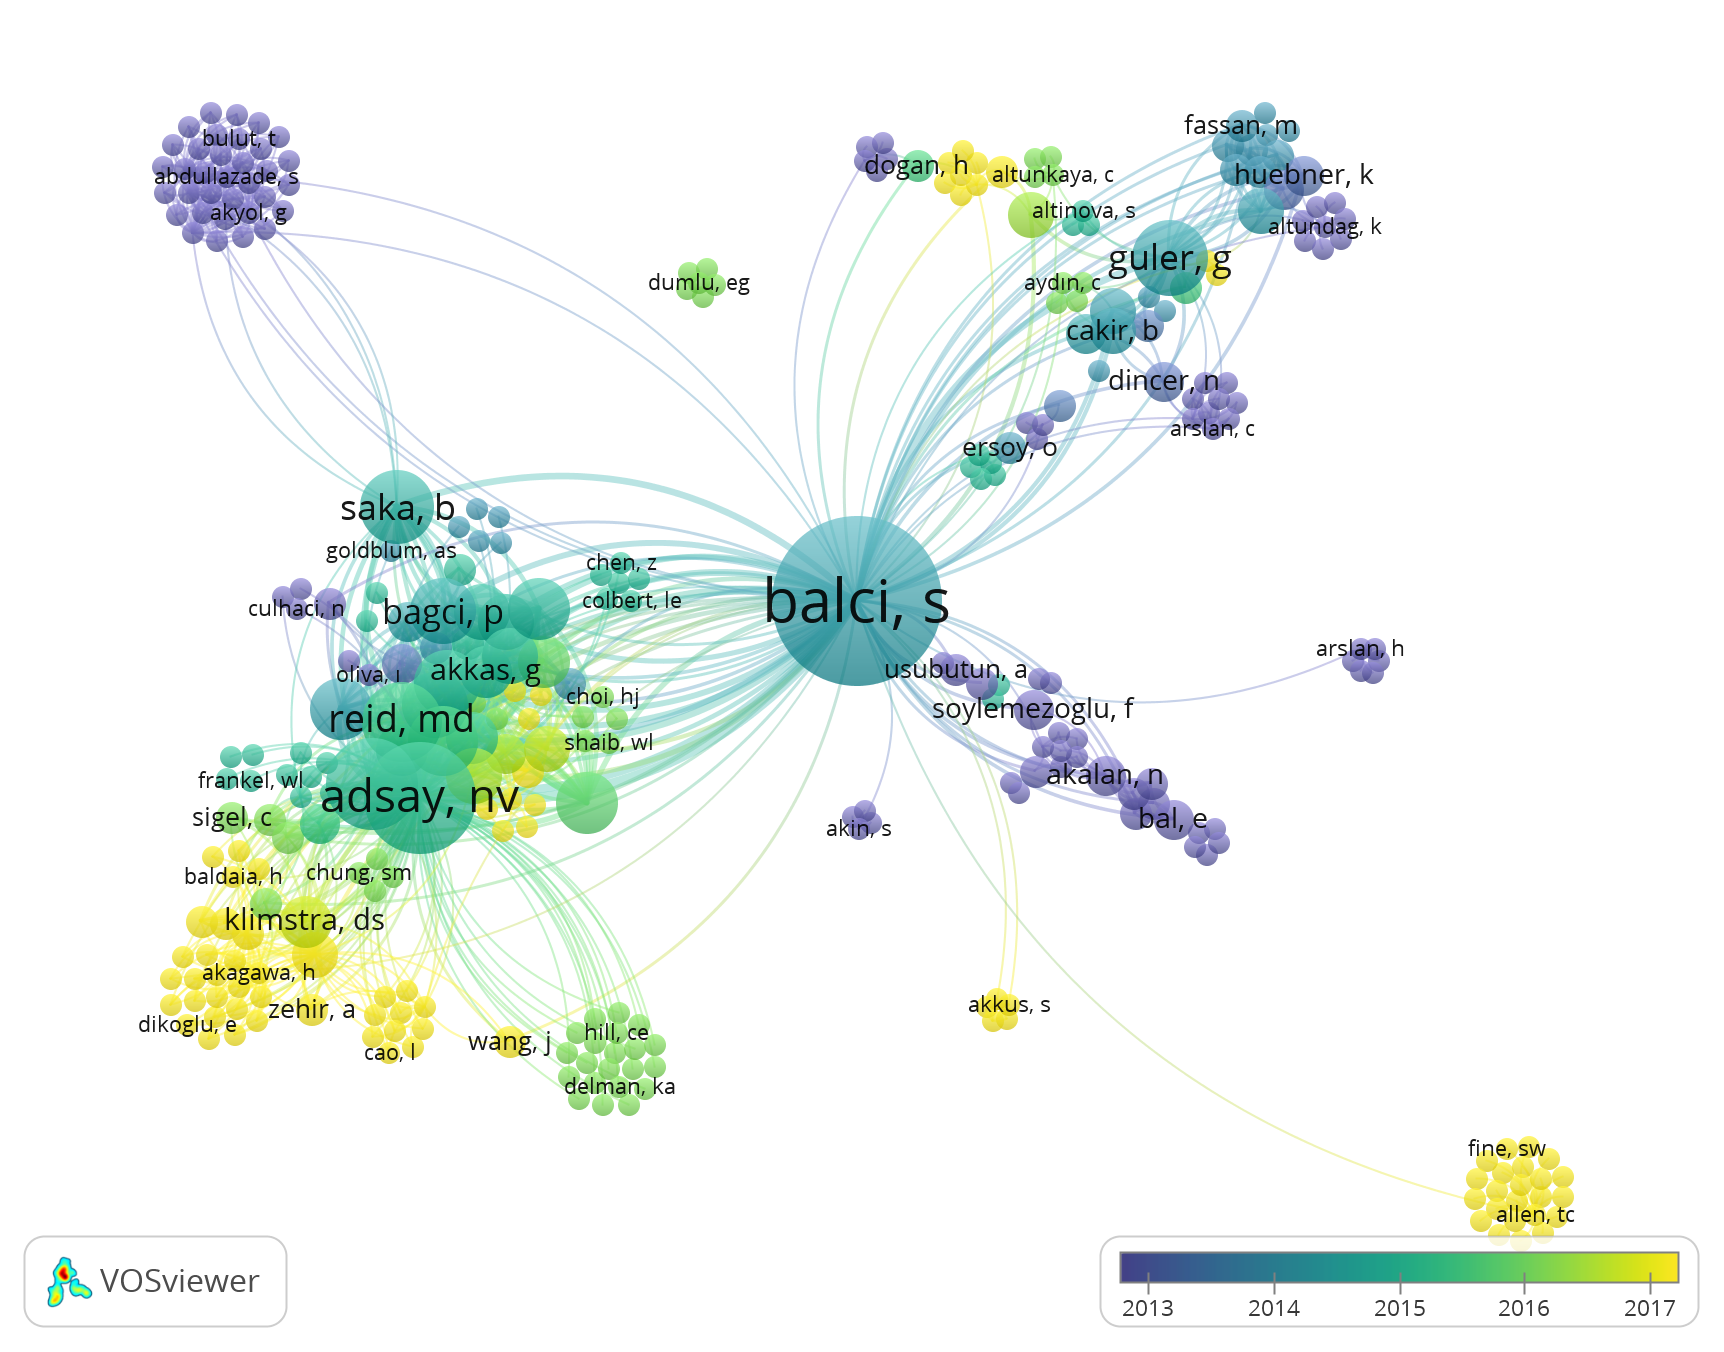 bulut, t
abdullazade, s
akyol, g
dumlu, eg
dogan, h
altunkaya, c
altinova, s
fassan, m
huebner, k
altundag, k
guler, g
aydın, c
cakir, b
dincer, n
arslan, c
ersoy, o
saka, b
goldblum, as
chen, z
colbert, le
culhaci, n
bagci, p
balci, s
akkas, g
choi, hj
reid, md
shaib, wl
usubutun, a
soylemezoglu, f
arslan, h
frankel, wl
adsay, nv
sigel, c
akalan, n
bal, e
akin, s
baldaia, h
chung, sm
klimstra, ds
akagawa, h
zehir, a
dikoglu, e
cao, l
wang, j
hill, ce
delman, ka
akkus, s
fine, sw
allen, tc
VOSviewer
2013 2014 2015 2016 2017